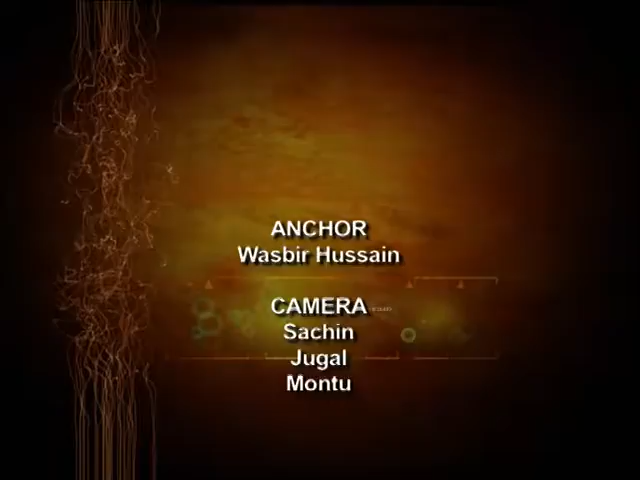 ANCHOR
Wasbir Hussain
CAMERA
Sachin
Jugal
Montu